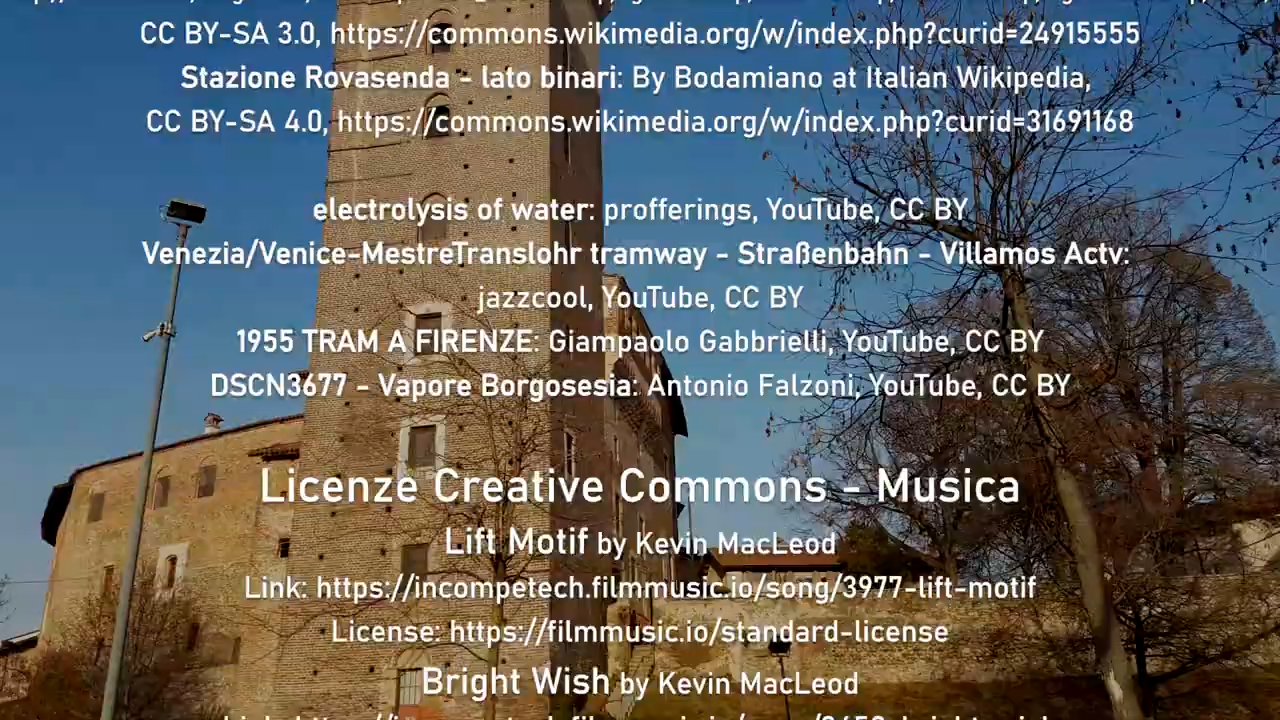 CC BY-SA 3.0, https://commons.wikimedia.org/w/index.php?curid=24915555
Stazione Rovasenda - lato binari: By Bodamiano at Italian Wikipedia,
CC BY-SA 4.0, https://commons.wikimedia.org/w/index.php?curid=31691168
electrolysis of water: profferings, YouTube, CC BY
Venezia/Venice-MestreTranslohr tramway - Straßenbahn - Villamos Actv:
jazzcool, YouTube, CC BY
1955 TRAM A FIRENZE: Giampaolo Gabbrielli, YouTube, CC BY
DSCN3677 - Vapore Borgosesia: Antonio Falzoni, YouTube, CC BY
Licenze Creative Commons - Musica
Lift Motif by Kevin MacLeod
Link: https://incompetech.filmmusic.io/song/3977-lift-motif
License: https://filmmusic.io/standard-license
Bright Wish by Kevin MacLeod